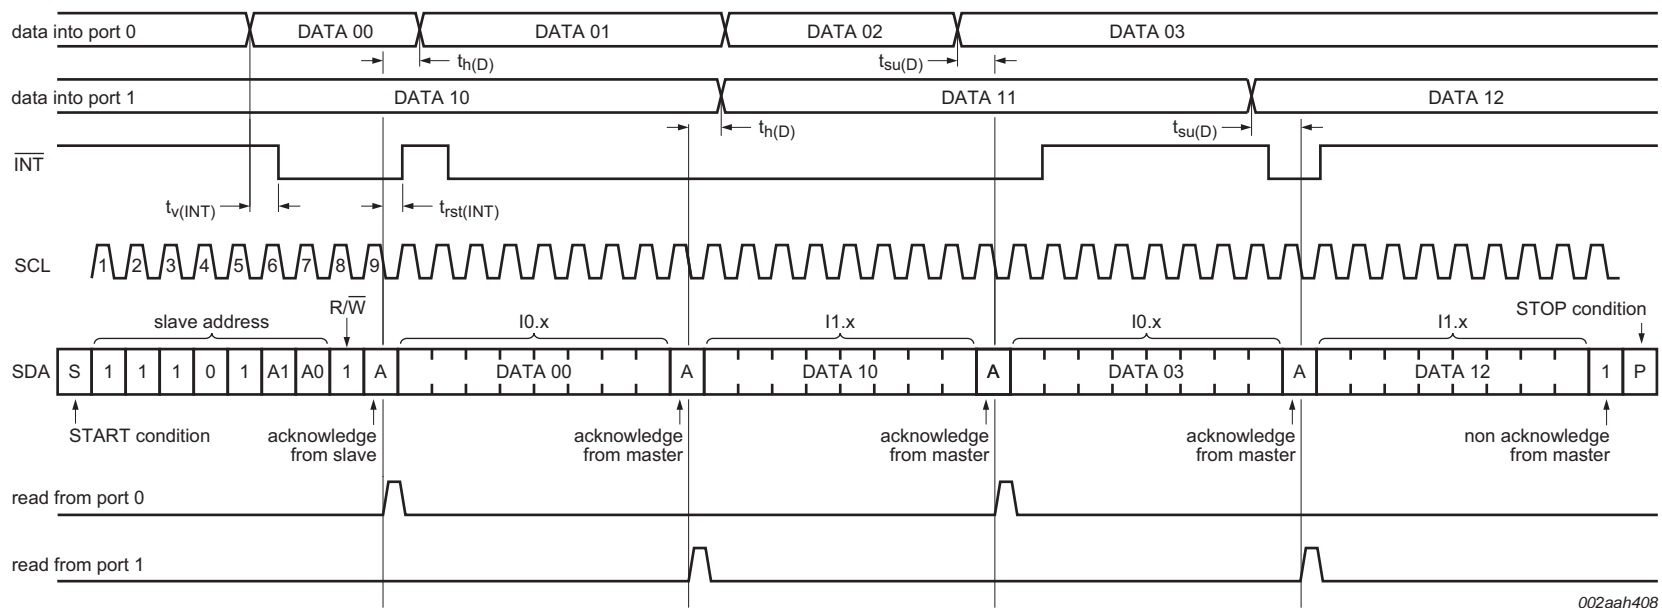 data into port 0 DATA 00 DATA 01 DATA 02 DATA 03
th(D) tsu(D)
data into port 1 DATA 10 DATA 11 DATA 12
th(D) tsu(D)
INT
tv(INT) trst(INT)
SCL 1 2 3 4 5 6 7 8 9
R/W STOP condition
slave address I0.x I1.x I0.x I1.x
SDA S 1 1 1 0 1 A1 A0 1 A DATA 00 A DATA 10 A DATA 03 A DATA 12 1 P
START condition acknowledge acknowledge acknowledge acknowledge non acknowledge
from slave from master from master from master from master
read from port 0
read from port 1
002aah408